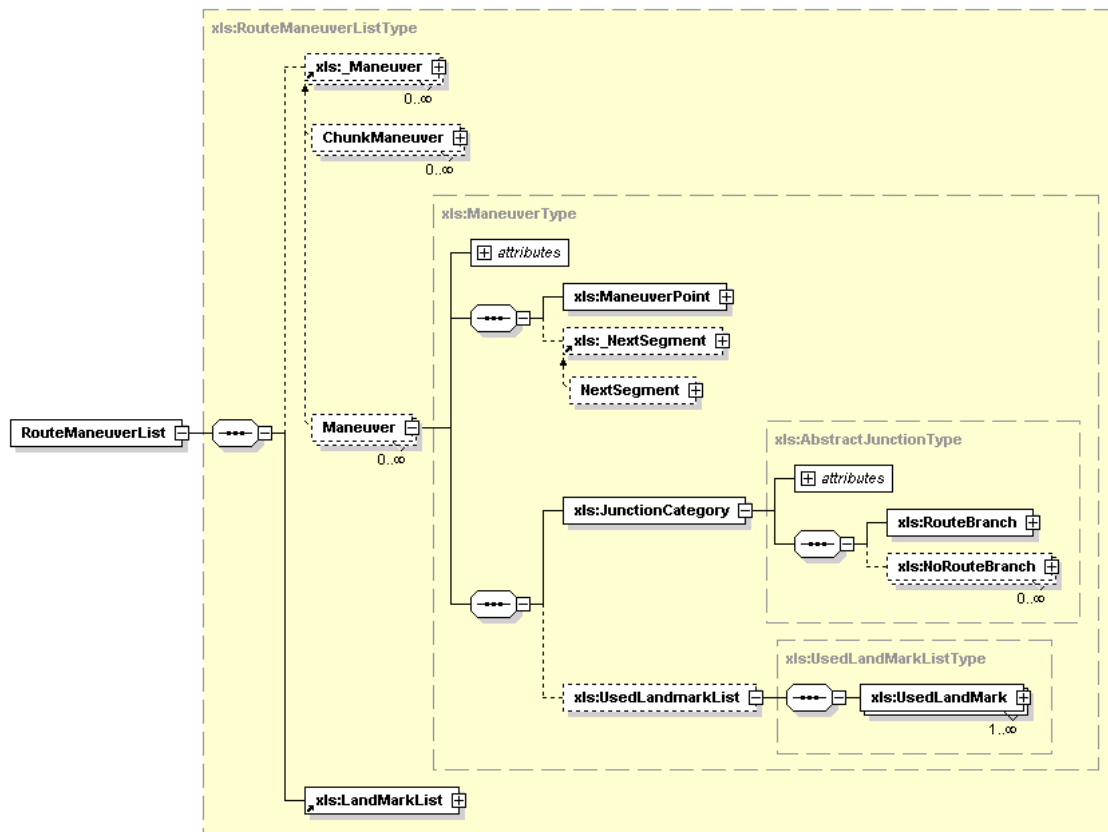 xls:RouteManeuverListType
xls:_Maneuver
0..∞
ChunkManeuver
0..∞
xls:ManeuverType
attributes
xls:ManeuverPoint
xls:_NextSegment
NextSegment
RouteManeuverList
Maneuver
0..∞
xls:AbstractJunctionType
attributes
xls:JunctionCategory
xls:RouteBranch
xls:NoRouteBranch
0..∞
xls:UsedLandMarkListType
xls:UsedLandmarkList
xls:UsedLandMark
1..∞
xls:LandMarkList